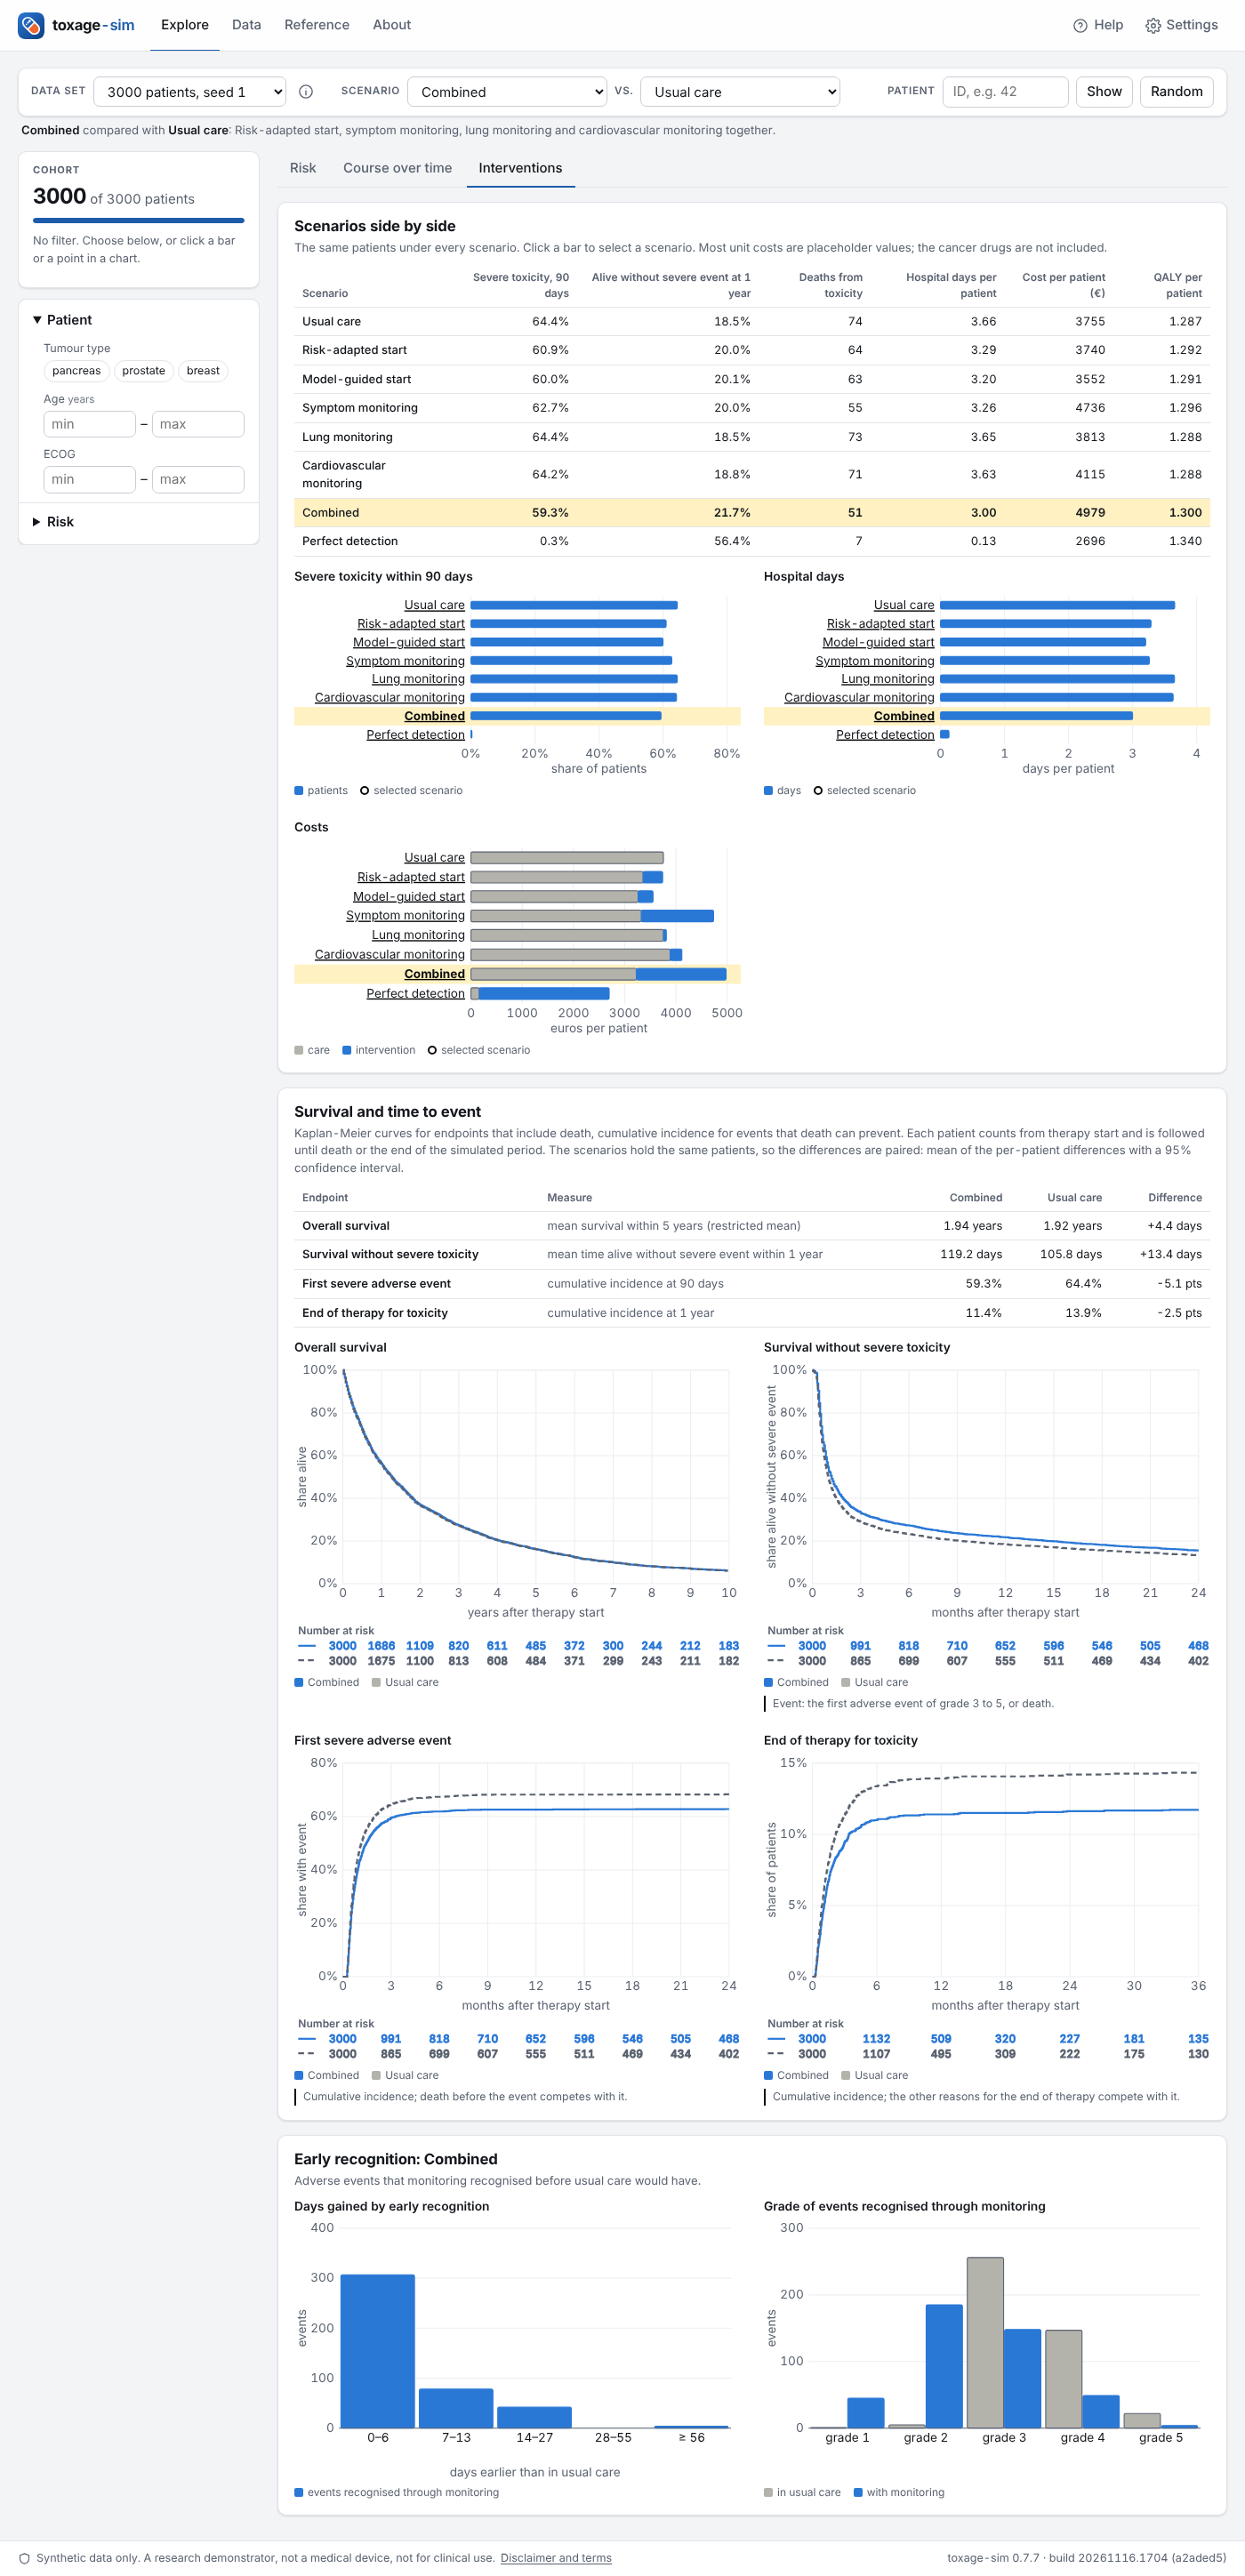 toxage-sim Explore Data Reference About Help Settings
DATA SET 3000 patients, seed 1 SCENARIO Combined VS. Usual care PATIENT ID, e.g. 42 Show Random
Combined compared with Usual care: Risk-adapted start, symptom monitoring, lung monitoring and cardiovascular monitoring together.
COHORT
3000 of 3000 patients
No filter. Choose below, or click a bar
or a point in a chart.
Patient
Tumour type
pancreas prostate breast
Age years
min – max
ECOG
min – max
Risk
Risk Course over time Interventions
Scenarios side by side
The same patients under every scenario. Click a bar to select a scenario. Most unit costs are placeholder values; the cancer drugs are not included.
Severe toxicity, 90 Alive without severe event at 1 Deaths from Hospital days per Cost per patient QALY per
Scenario days year toxicity patient (€) patient
Usual care 64.4% 18.5% 74 3.66 3755 1.287
Risk-adapted start 60.9% 20.0% 64 3.29 3740 1.292
Model-guided start 60.0% 20.1% 63 3.20 3552 1.291
Symptom monitoring 62.7% 20.0% 55 3.26 4736 1.296
Lung monitoring 64.4% 18.5% 73 3.65 3813 1.288
Cardiovascular
monitoring 64.2% 18.8% 71 3.63 4115 1.288
Combined 59.3% 21.7% 51 3.00 4979 1.300
Perfect detection 0.3% 56.4% 7 0.13 2696 1.340
Severe toxicity within 90 days
Usual care
Risk-adapted start
Model-guided start
Symptom monitoring
Lung monitoring
Cardiovascular monitoring
Combined
Perfect detection
0% 20% 40% 60% 80%
share of patients
patients selected scenario
Hospital days
Usual care
Risk-adapted start
Model-guided start
Symptom monitoring
Lung monitoring
Cardiovascular monitoring
Combined
Perfect detection
0 1 2 3 4
days per patient
days selected scenario
Costs
Usual care
Risk-adapted start
Model-guided start
Symptom monitoring
Lung monitoring
Cardiovascular monitoring
Combined
Perfect detection
0 1000 2000 3000 4000 5000
euros per patient
care intervention selected scenario
Survival and time to event
Kaplan-Meier curves for endpoints that include death, cumulative incidence for events that death can prevent. Each patient counts from therapy start and is followed
until death or the end of the simulated period. The scenarios hold the same patients, so the differences are paired: mean of the per-patient differences with a 95%
confidence interval.
Endpoint Measure Combined Usual care Difference
Overall survival mean survival within 5 years (restricted mean) 1.94 years 1.92 years +4.4 days
Survival without severe toxicity mean time alive without severe event within 1 year 119.2 days 105.8 days +13.4 days
First severe adverse event cumulative incidence at 90 days 59.3% 64.4% -5.1 pts
End of therapy for toxicity cumulative incidence at 1 year 11.4% 13.9% -2.5 pts
Overall survival
share alive
100%
80%
60%
40%
20%
0%
0 1 2 3 4 5 6 7 8 9 10
years after therapy start
Number at risk
3000 1686 1109 820 611 485 372 300 244 212 183
3000 1675 1100 813 608 484 371 299 243 211 182
Combined Usual care
Survival without severe toxicity
share alive without severe event
100%
80%
60%
40%
20%
0%
0 3 6 9 12 15 18 21 24
months after therapy start
Number at risk
3000 991 818 710 652 596 546 505 468
3000 865 699 607 555 511 469 434 402
Combined Usual care
Event: the first adverse event of grade 3 to 5, or death.
First severe adverse event
share with event
80%
60%
40%
20%
0%
0 3 6 9 12 15 18 21 24
months after therapy start
Number at risk
3000 991 818 710 652 596 546 505 468
3000 865 699 607 555 511 469 434 402
Combined Usual care
Cumulative incidence; death before the event competes with it.
End of therapy for toxicity
share of patients
15%
10%
5%
0%
0 6 12 18 24 30 36
months after therapy start
Number at risk
3000 1132 509 320 227 181 135
3000 1107 495 309 222 175 130
Combined Usual care
Cumulative incidence; the other reasons for the end of therapy compete with it.
Early recognition: Combined
Adverse events that monitoring recognised before usual care would have.
Days gained by early recognition
events
400
300
200
100
0
0–6 7–13 14–27 28–55 ≥ 56
days earlier than in usual care
events recognised through monitoring
Grade of events recognised through monitoring
events
300
200
100
0
grade 1 grade 2 grade 3 grade 4 grade 5
in usual care with monitoring
Synthetic data only. A research demonstrator, not a medical device, not for clinical use. Disclaimer and terms toxage-sim 0.7.7 · build 20261116.1704 (a2aded5)